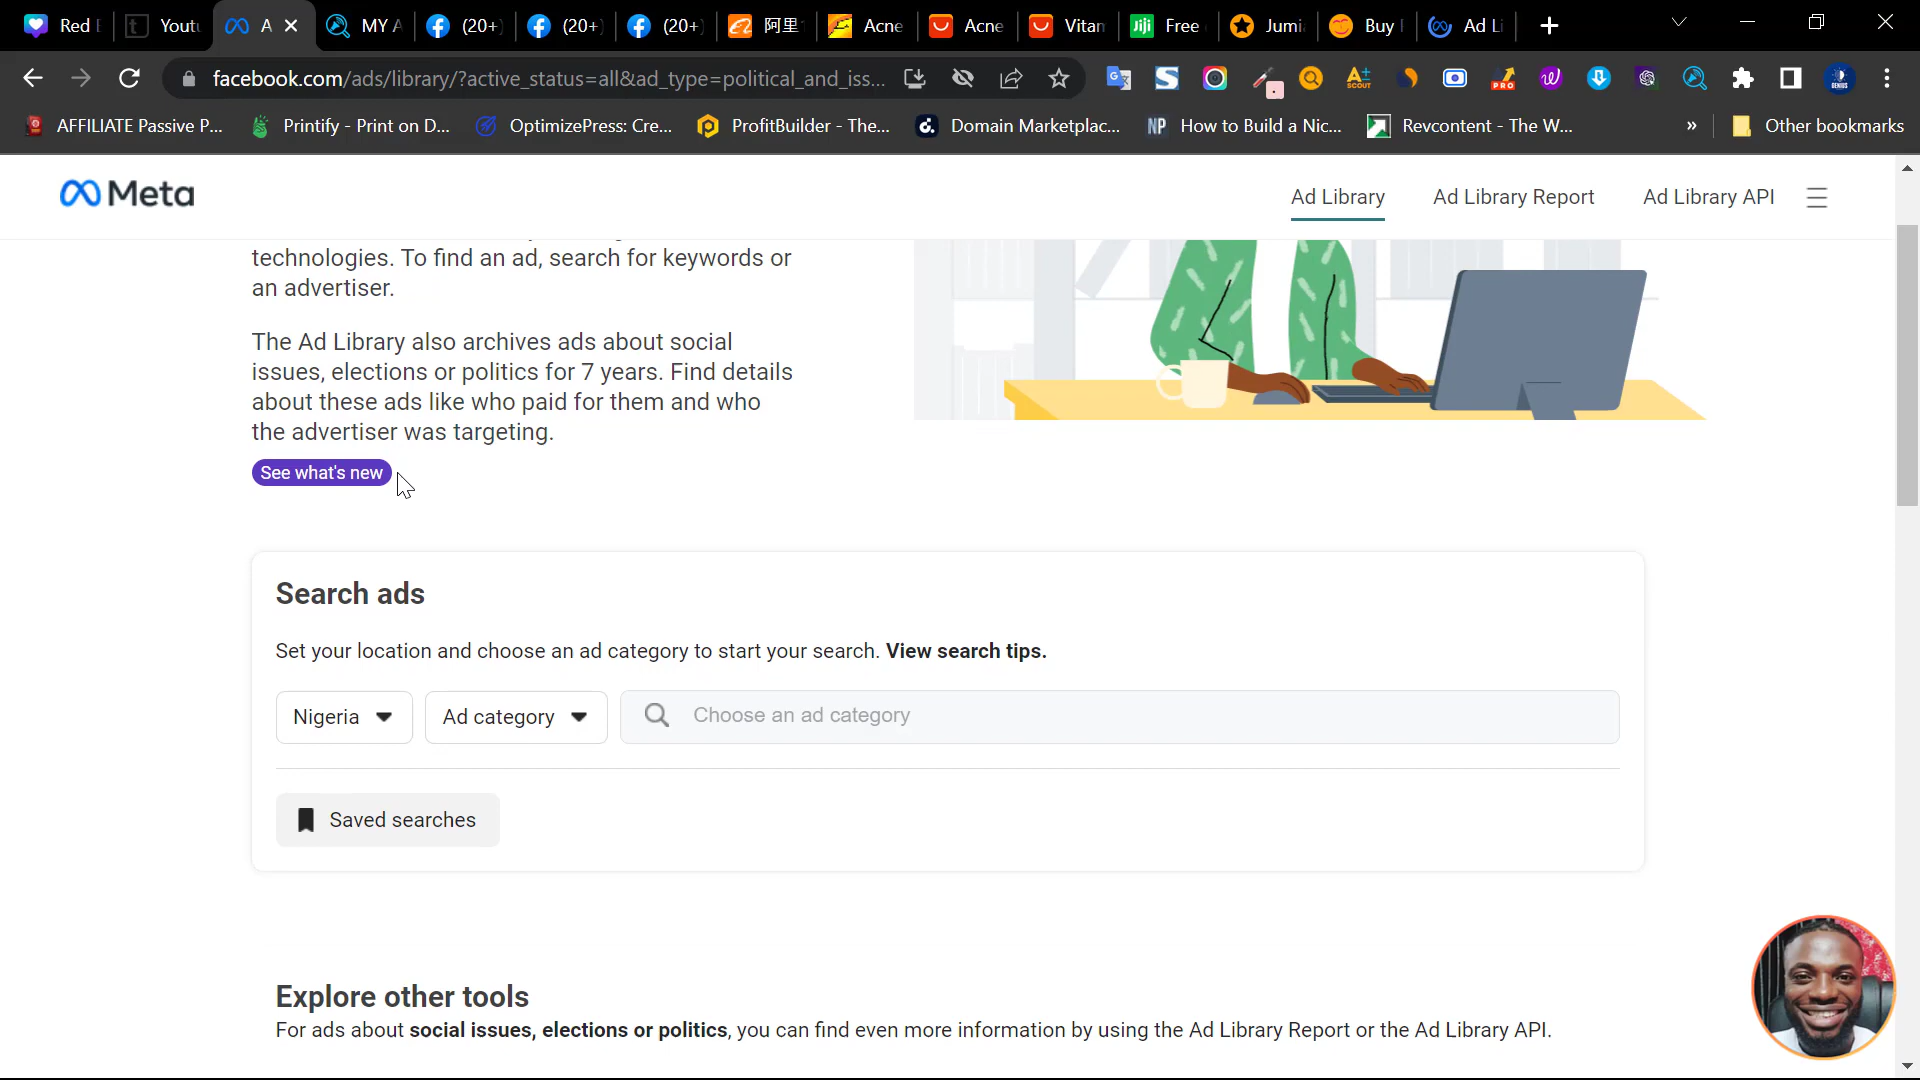 Red
Youtu
A
MY A
(20+)
(20+)
(20+
阿里
Acne
Acne
Vitan
Jiji
Free
Jumi
Buy
Ad Li
facebook.com/ads/library/?active_status=all&ad_type=political_and_iss...
AFFILIATE Passive P...
Printify - Print on D...
OptimizePress: Cre...
ProfitBuilder - The...
Domain Marketplac...
NP
How to Build a Nic...
Revcontent - The W...
»
Other bookmarks
Meta
Ad Library
Ad Library Report
Ad Library API
technologies. To find an ad, search for keywords or
an advertiser.
The Ad Library also archives ads about social
issues, elections or politics for 7 years. Find details
about these ads like who paid for them and who
the advertiser was targeting.
See what's new
Search ads
Set your location and choose an ad category to start your search. View search tips.
Nigeria
Ad category
Choose an ad category
Saved searches
Explore other tools
For ads about social issues, elections or politics, you can find even more information by using the Ad Library Report or the Ad Library API.